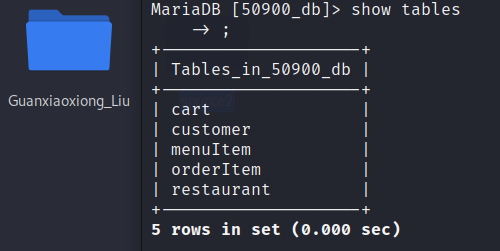 MariaDB [50900_db]> show tables
    -> ;
+--------------------+
| Tables_in_50900_db |
+--------------------+
| cart               |
| customer           |
| menuItem           |
| orderItem          |
| restaurant         |
+--------------------+
5 rows in set (0.000 sec)
Guanxiaoxiong_Liu